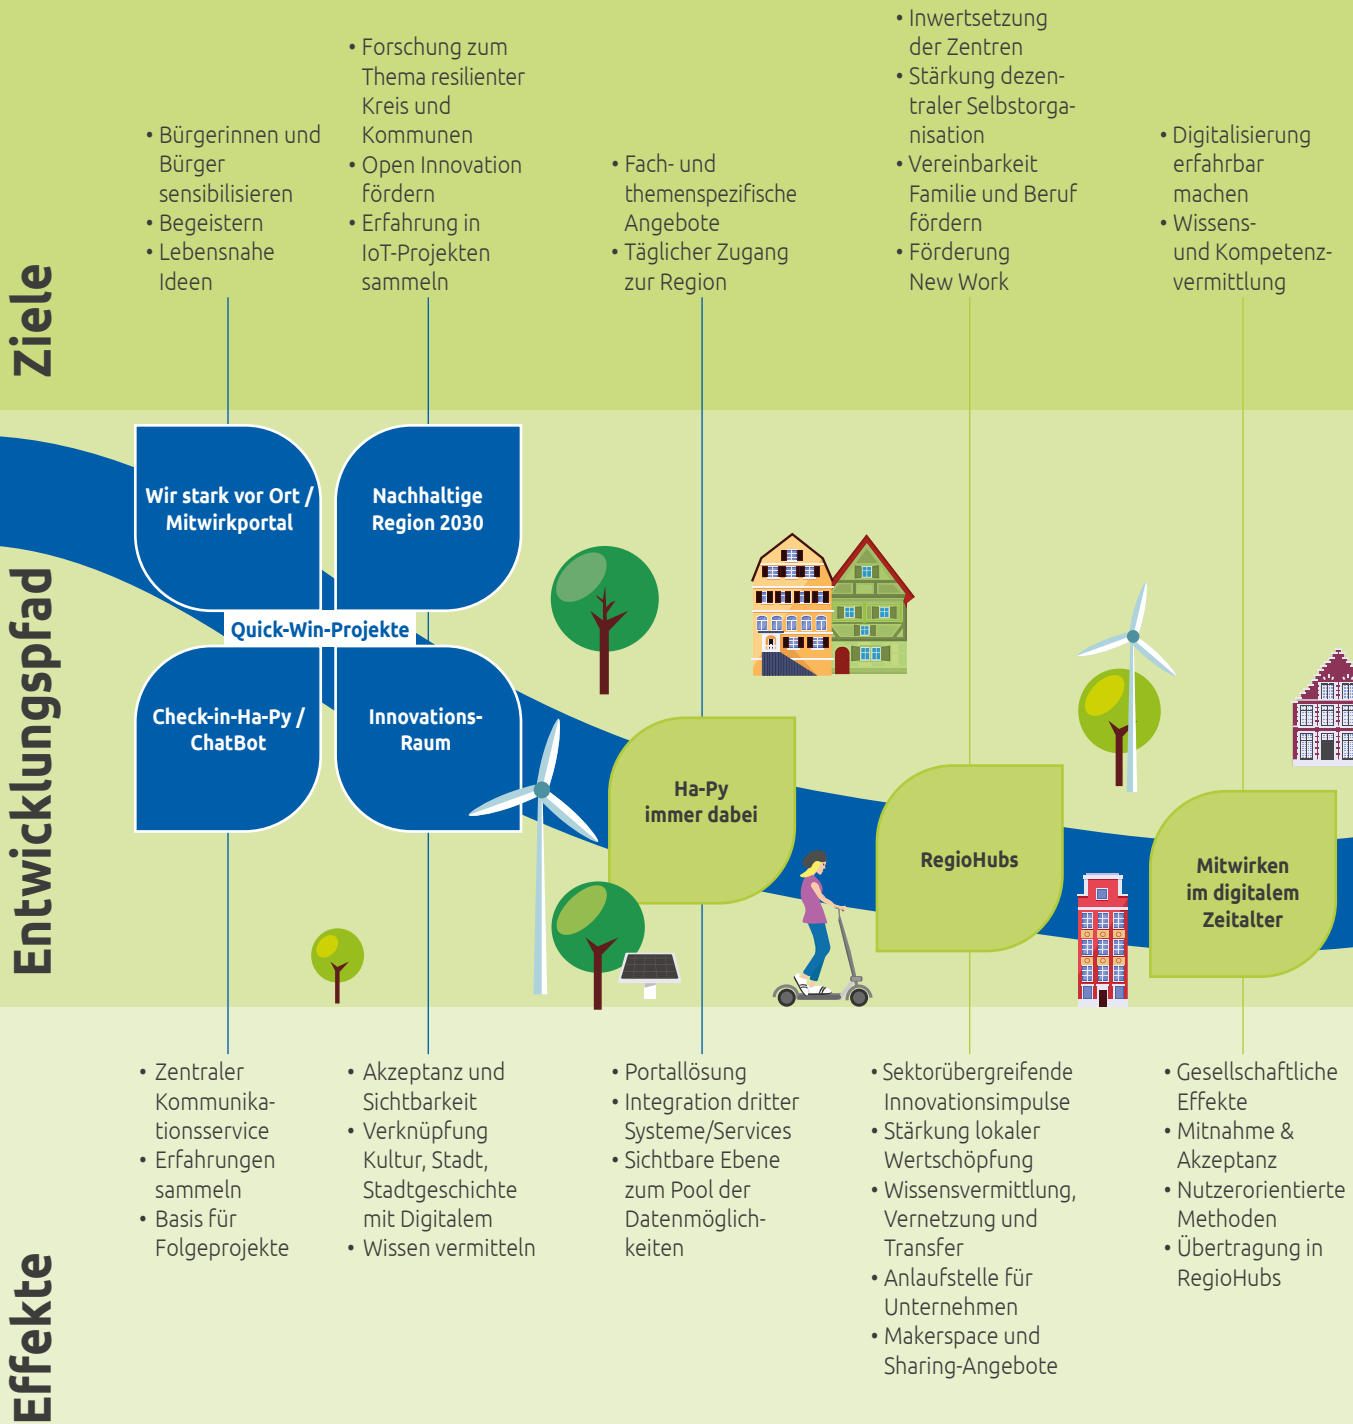 Ziele
• Bürgerinnen und
Bürger
sensibilisieren
• Begeistern
• Lebensnahe
Ideen
• Forschung zum
Thema resilienter
Kreis und
Kommunen
• Open Innovation
fördern
• Erfahrung in
IoT-Projekten
sammeln
• Fach- und
themenspezifische
Angebote
• Täglicher Zugang
zur Region
• Inwertsetzung
der Zentren
• Stärkung dezen-
traler Selbstorga-
nisation
• Vereinbarkeit
Familie und Beruf
fördern
• Förderung
New Work
• Digitalisierung
erfahrbar
machen
• Wissens-
und Kompetenz-
vermittlung
Entwicklungspfad
Wir stark vor Ort /
Mitwirkportal
Nachhaltige
Region 2030
Quick-Win-Projekte
Check-in-Ha-Py /
ChatBot
Innovations-
Raum
Ha-Py
immer dabei
RegioHubs
Mitwirken
im digitalem
Zeitalter
Effekte
• Zentraler
Kommunika-
tionsservice
• Erfahrungen
sammeln
• Basis für
Folgeprojekte
• Akzeptanz und
Sichtbarkeit
• Verknüpfung
Kultur, Stadt,
Stadtgeschichte
mit Digitalem
• Wissen vermitteln
• Portallösung
• Integration dritter
Systeme/Services
• Sichtbare Ebene
zum Pool der
Datenmöglich-
keiten
• Sektorübergreifende
Innovationsimpulse
• Stärkung lokaler
Wertschöpfung
• Wissensvermittlung,
Vernetzung und
Transfer
• Anlaufstelle für
Unternehmen
• Makerspace und
Sharing-Angebote
• Gesellschaftliche
Effekte
• Mitnahme &
Akzeptanz
• Nutzerorientierte
Methoden
• Übertragung in
RegioHubs